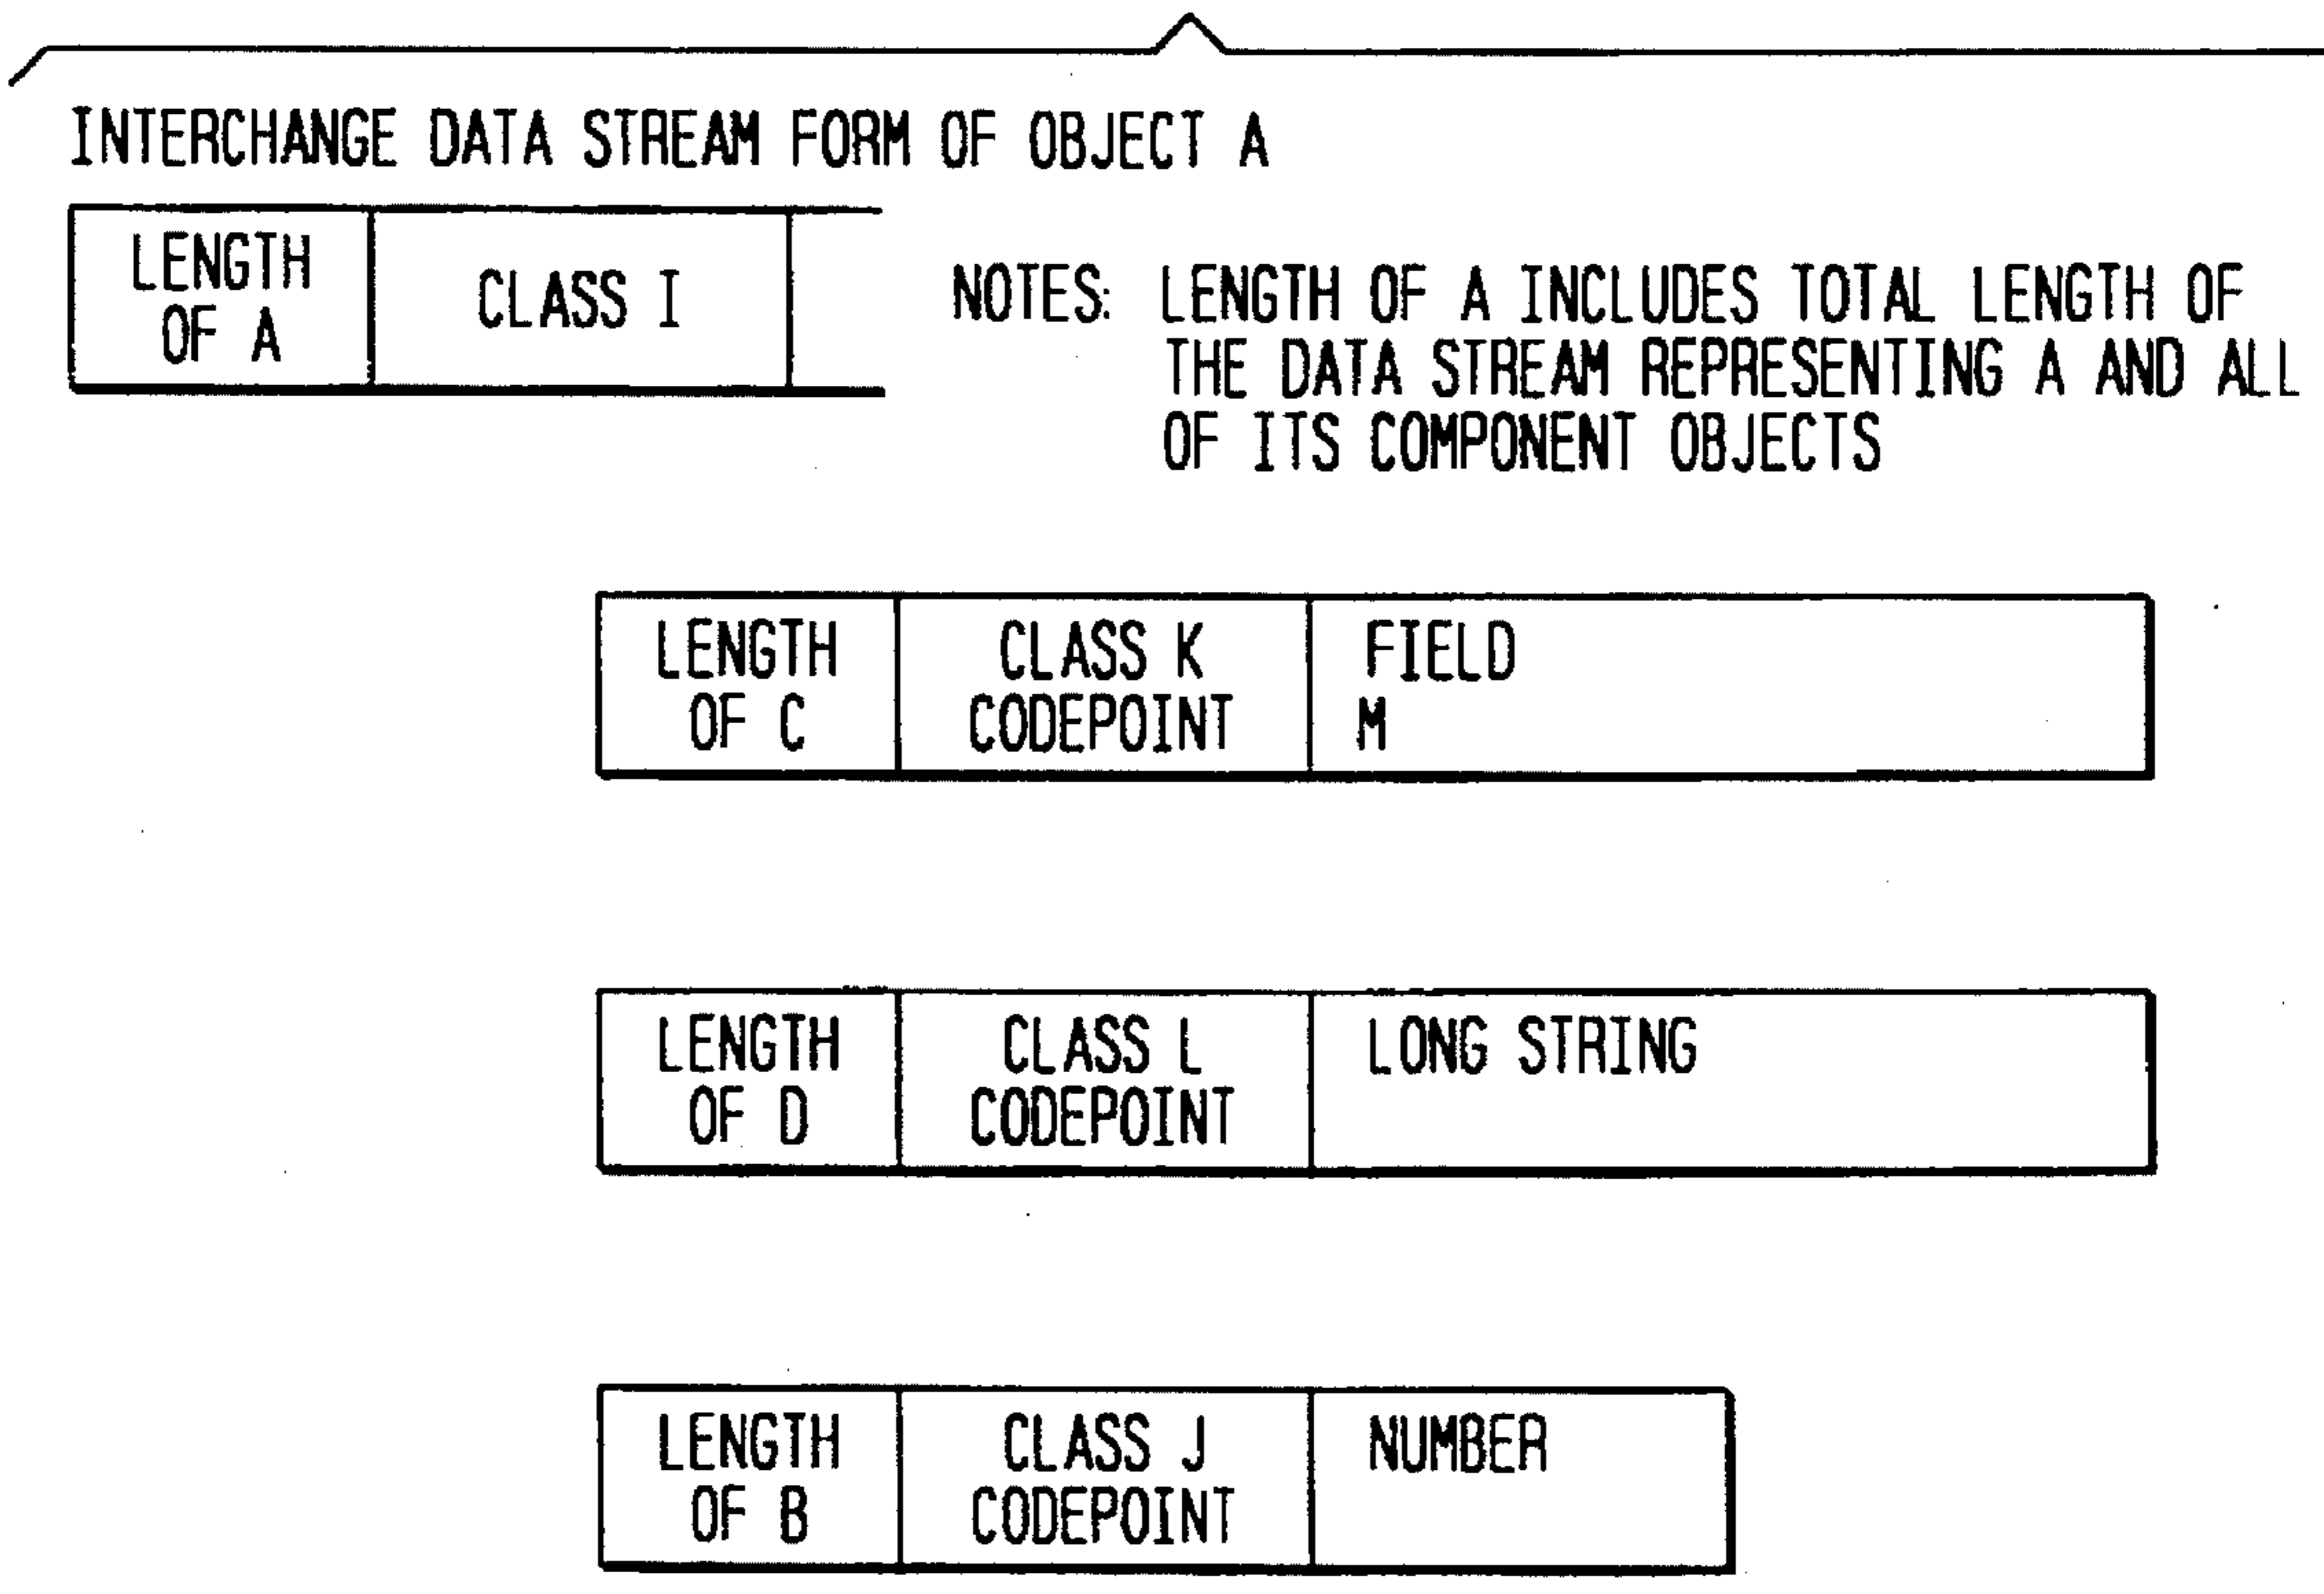 INTERCHANGE DATA STREAM FORM OF OBJECT A
LENGTH
OF A
CLASS I
NOTES: LENGTH OF A INCLUDES TOTAL LENGTH OF
THE DATA STREAM REPRESENTING A AND ALL
OF ITS COMPONENT OBJECTS
LENGTH
OF C
CLASS K
CODEPOINT
FIELD
M
LENGTH
OF D
CLASS L
CODEPOINT
LONG STRING
LENGTH
OF B
CLASS J
CODEPOINT
NUMBER